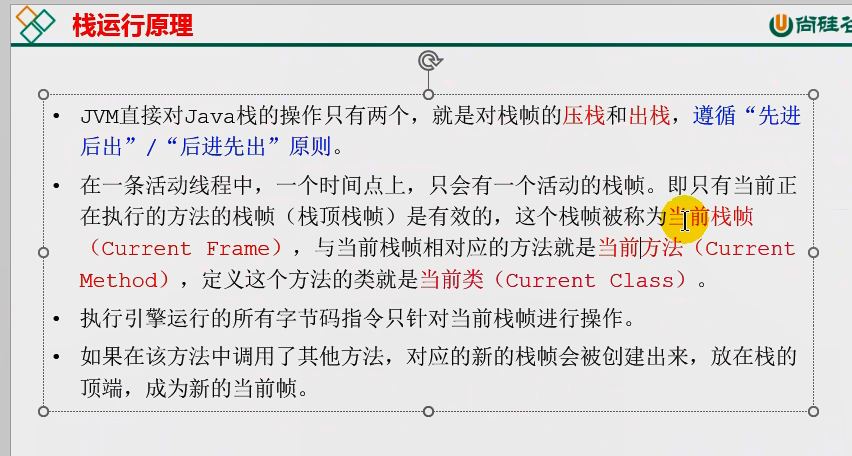 栈运行原理
尚硅谷
JVM直接对Java栈的操作只有两个，就是对栈帧的压栈和出栈，遵循“先进
后出”/“后进先出”原则。
在一条活动线程中，一个时间点上，只会有一个活动的栈帧。即只有当前正
在执行的方法的栈帧（栈顶栈帧）是有效的，这个栈帧被称为当前栈帧
（Current Frame），与当前栈帧相对应的方法就是当前方法（Current
Method），定义这个方法的类就是当前类（Current Class）。
执行引擎运行的所有字节码指令只针对当前栈帧进行操作。
如果在该方法中调用了其他方法，对应的新的栈帧会被创建出来，放在栈的
顶端，成为新的当前帧。